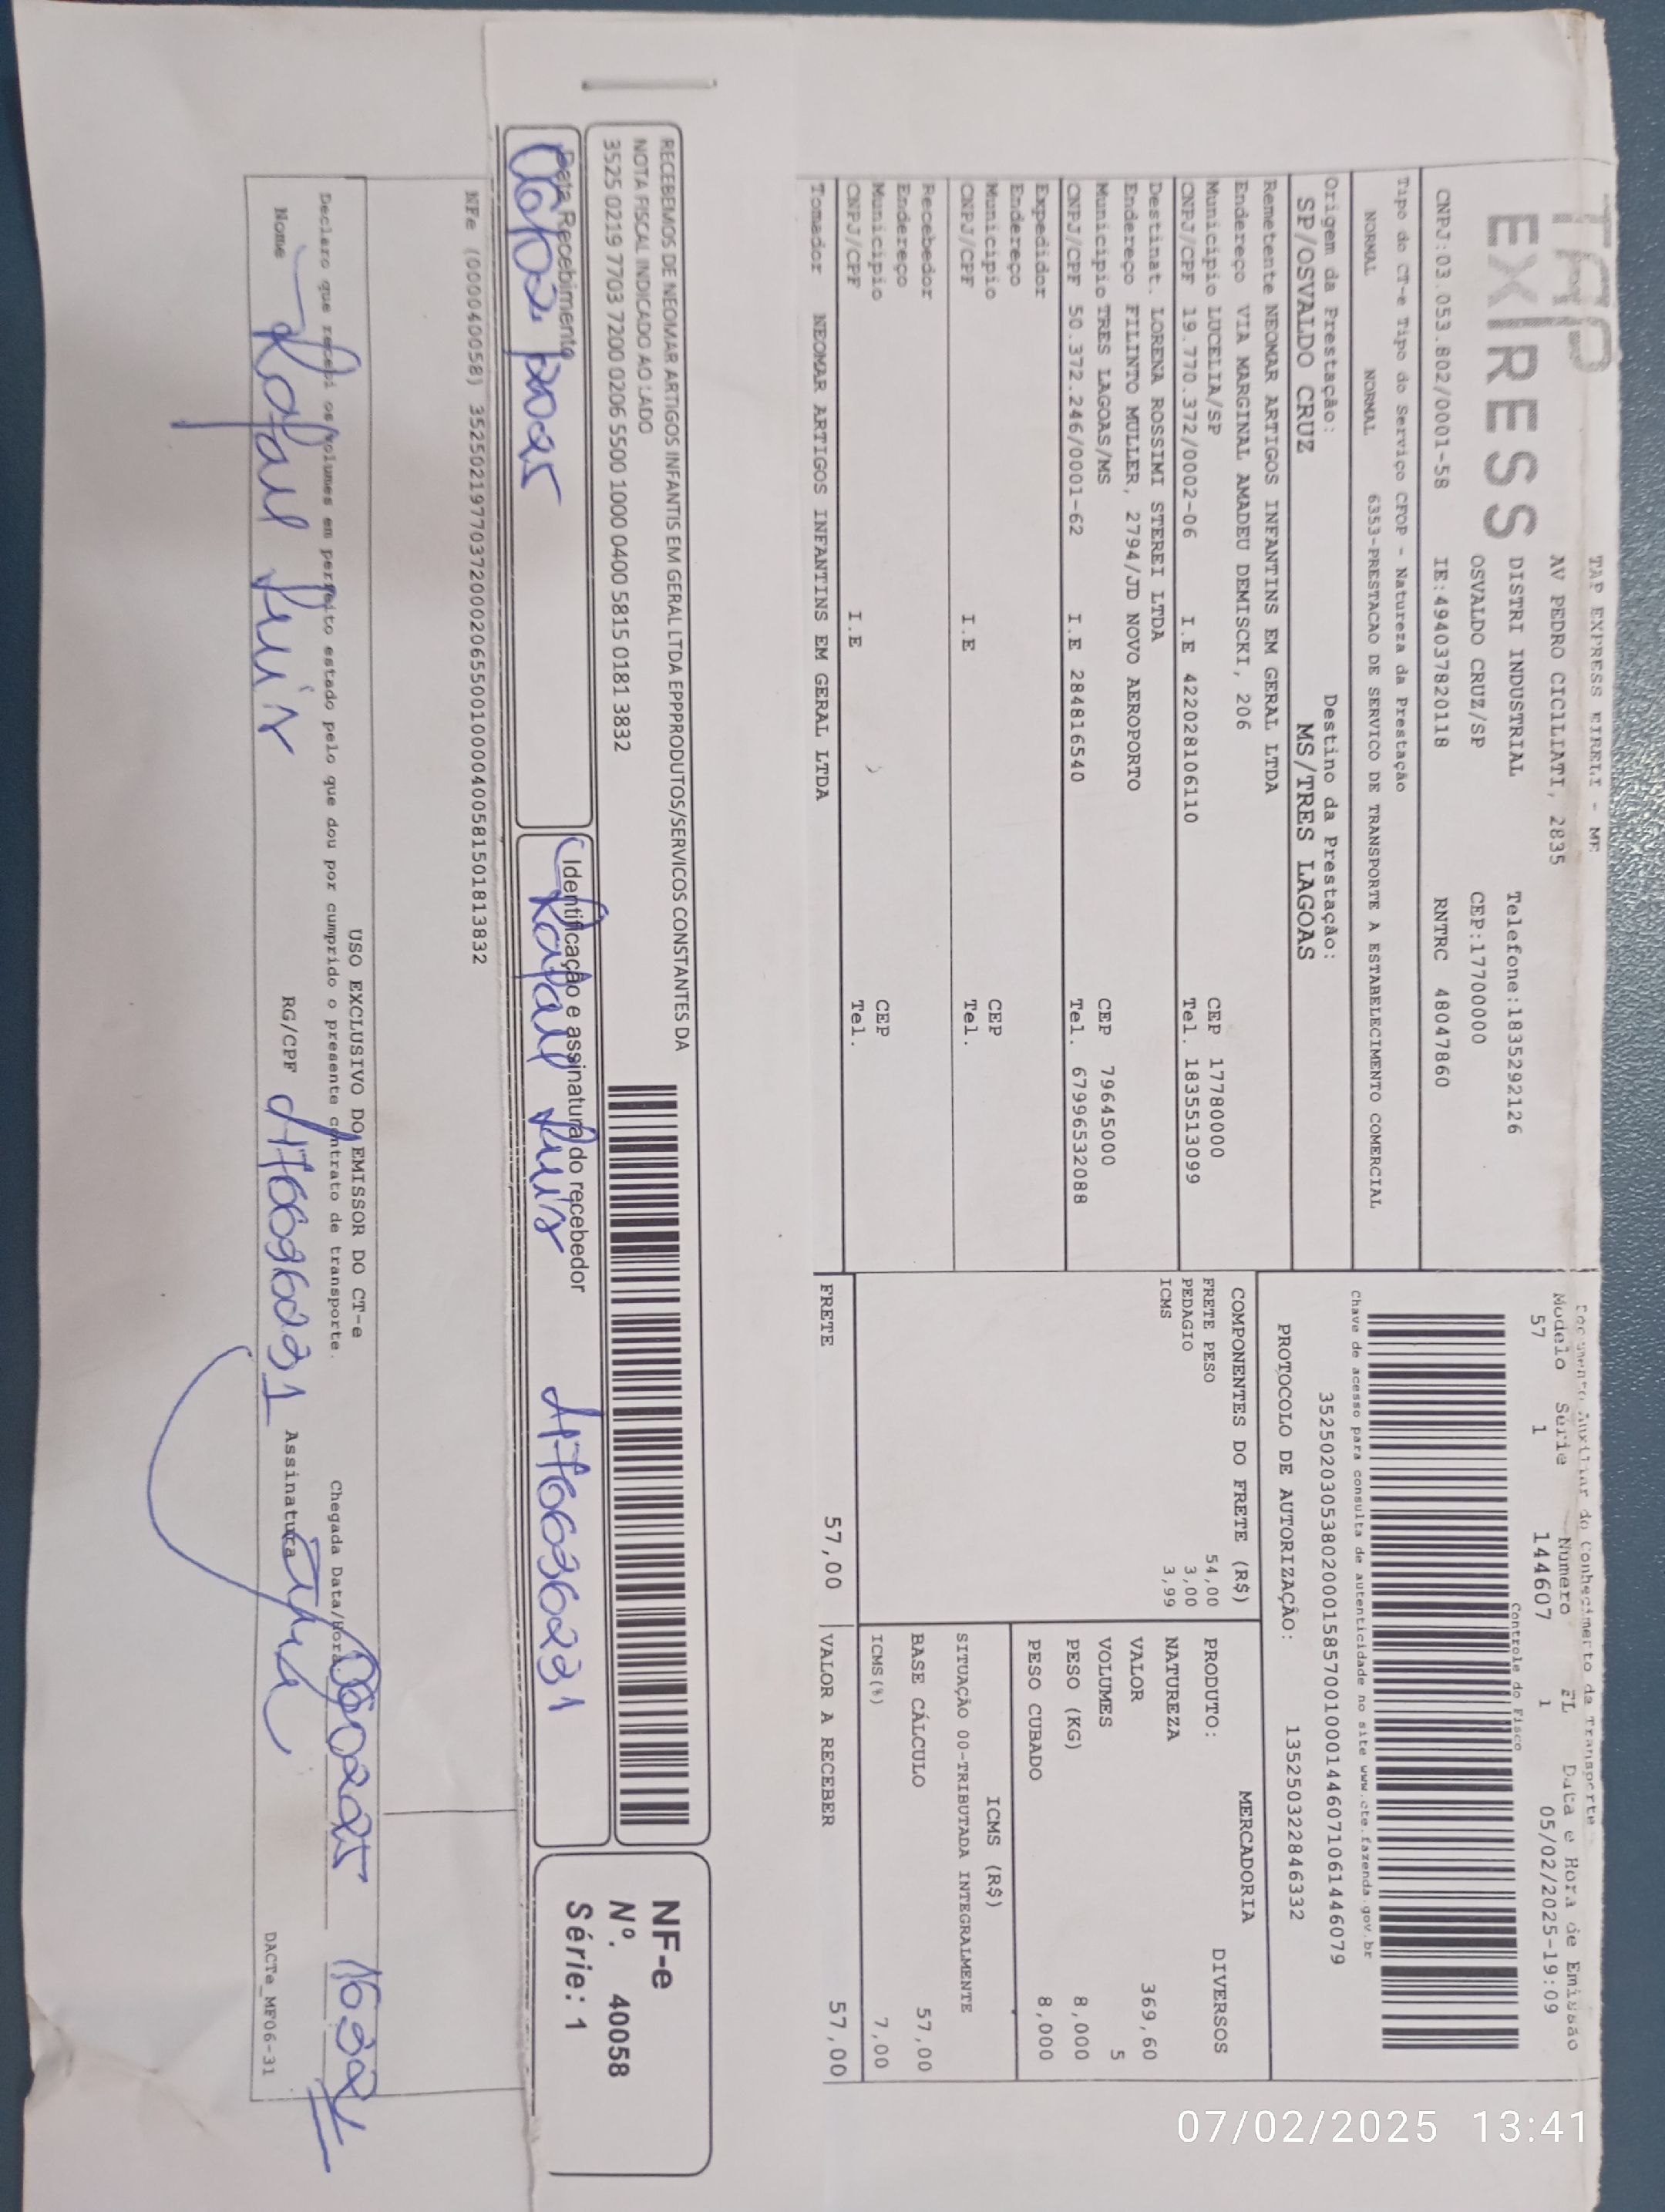 TAP
EXPRESS
TAP EXPRESS EIRELI - ME
AV PEDRO CICILIATI, 2835
DISTRI INDUSTRIAL Telefone:1835292126
OSVALDO CRUZ/SP CEP:17700000
CNPJ:03.053.802/0001-58 IE:494037820118 RNTRC 48047860
Tipo do CT-e Tipo do Serviço CFOP - Natureza da Prestação
NORMAL NORMAL 6353-PRESTACAO DE SERVICO DE TRANSPORTE A ESTABELECIMENTO COMERCIAL
Origem da Prestação: Destino da Prestação:
SP/OSVALDO CRUZ MS/TRES LAGOAS
Remetente NEOMAR ARTIGOS INFANTINS EM GERAL LTDA
Endereço VIA MARGINAL AMADEU DEMISCKI, 206
Municipio LUCELIA/SP CEP 17780000
CNPJ/CPF 19.770.372/0002-06 I.E 422028106110 Tel. 1835513099
Destinat. LORENA ROSSIMI STEREI LTDA
Endereço FILINTO MULLER, 2794/JD NOVO AEROPORTO
Municipio TRES LAGOAS/MS CEP 79645000
CNPJ/CPF 50.372.246/0001-62 I.E 284816540 Tel. 67996532088
Expedidor
Endereço
Municipio CEP
CNPJ/CPF I.E Tel.
Recebedor
Endereço
Municipio CEP
CNPJ/CPF I.E Tel.
Tomador NEOMAR ARTIGOS INFANTINS EM GERAL LTDA
Documento Auxiliar do Conhecimento da Transporte
Modelo Série Número FL Data e Hora de Emissão
57 1 144607 1 05/02/2025-19:09
Controle do Fisco
Chave de acesso para consulta de autenticidade no site www.cte.fazenda.gov.br
35250203053802000158570010001446071061446079
PROTOCOLO DE AUTORIZAÇÃO: 135250322846332
COMPONENTES DO FRETE (R$)
FRETE PESO 54,00
PEDAGIO 3,00
ICMS 3,99
MERCADORIA
PRODUTO: DIVERSOS
NATUREZA
VALOR 369,60
VOLUMES 5
PESO (KG) 8,000
PESO CUBADO 8,000
ICMS (R$)
SITUAÇÃO 00-TRIBUTADA INTEGRALMENTE
BASE CÁLCULO 57,00
ICMS(%) 7,00
FRETE 57,00 VALOR A RECEBER 57,00
RECEBEMOS DE NEOMAR ARTIGOS INFANTIS EM GERAL LTDA EPPPRODUTOS/SERVICOS CONSTANTES DA
NOTA FISCAL INDICADO AO LADO
3525 0219 7703 7200 0206 5500 1000 0400 5815 0181 3832
Data Recebimento Identificação e assinatura do recebedor
Rafael Luis
NF-e
Nº. 40058
Série: 1
NFe (000040058) 35250219770372000206550010000400581501813832
USO EXCLUSIVO DO EMISSOR DO CT-e
Declaro que recebi os volumes em perfeito estado pelo que dou por cumprido o presente contrato de transporte. Chegada Data/Hora
Nome Rafael Luis RG/CPF Assinatura
DACTe_MF06-31
07/02/2025 13:41